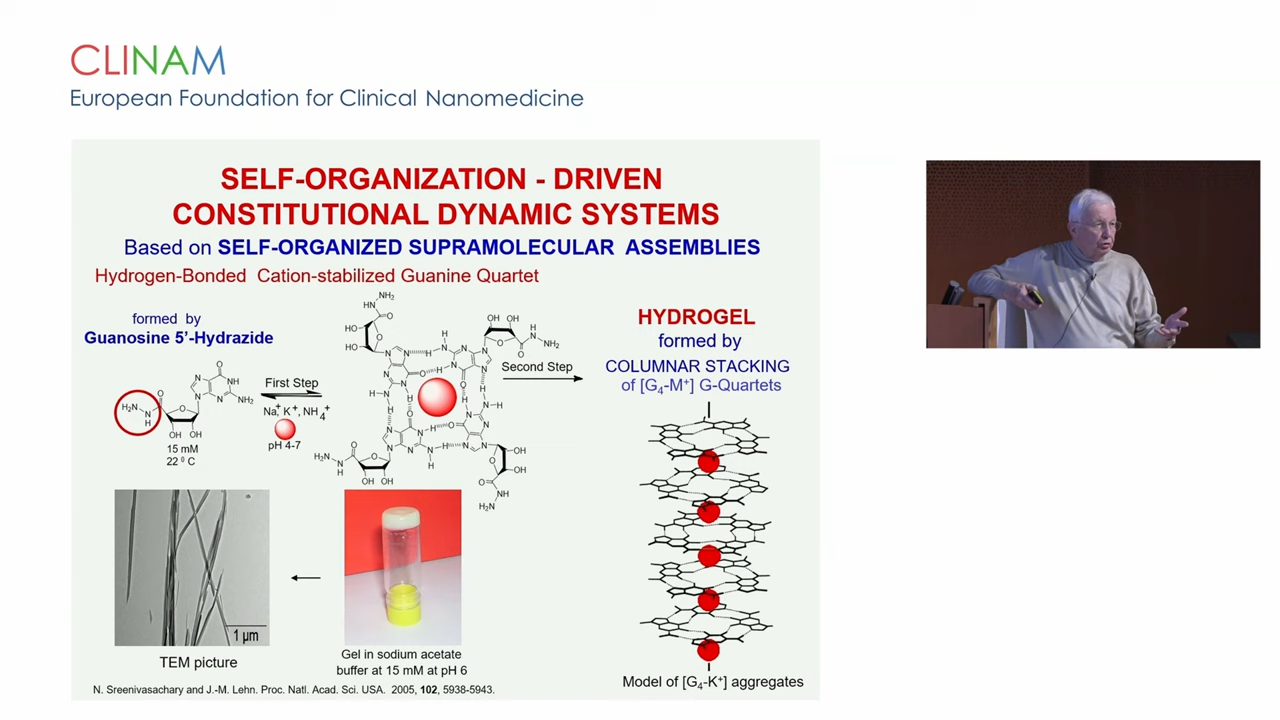 CLINAM
European Foundation for Clinical Nanomedicine
SELF-ORGANIZATION - DRIVEN
CONSTITUTIONAL DYNAMIC SYSTEMS
Based on SELF-ORGANIZED SUPRAMOLECULAR ASSEMBLIES
Hydrogen-Bonded Cation-stabilized Guanine Quartet
formed by
Guanosine 5'-Hydrazide
First Step
Na⁺, K⁺, NH₄⁺
pH 4-7
15 mM
22 ⁰ C
Second Step
HYDROGEL
formed by
COLUMNAR STACKING
of [G₄-M⁺] G-Quartets
1 µm
TEM picture
Gel in sodium acetate
buffer at 15 mM at pH 6
Model of [G₄-K⁺] aggregates
N. Sreenivasachary and J.-M. Lehn. Proc. Natl. Acad. Sci. USA. 2005, 102, 5938-5943.